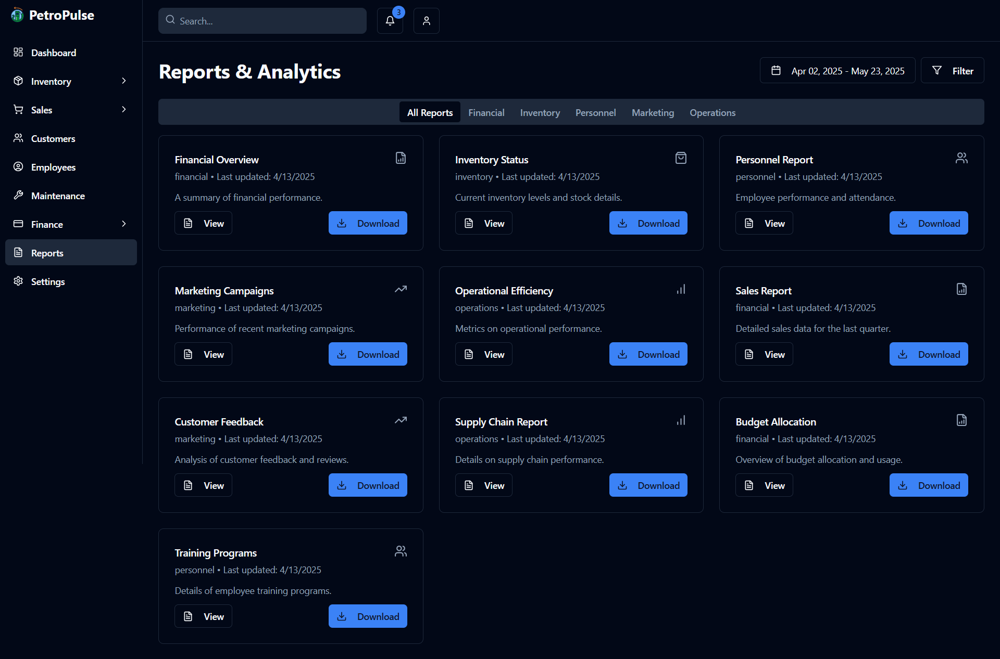 PetroPulse
Dashboard
Inventory
Sales
Customers
Employees
Maintenance
Finance
Reports
Settings
Search...
3
Reports & Analytics
Apr 02, 2025 - May 23, 2025
Filter
All Reports
Financial
Inventory
Personnel
Marketing
Operations
Financial Overview
financial • Last updated: 4/13/2025
A summary of financial performance.
View
Download
Inventory Status
inventory • Last updated: 4/13/2025
Current inventory levels and stock details.
View
Download
Personnel Report
personnel • Last updated: 4/13/2025
Employee performance and attendance.
View
Download
Marketing Campaigns
marketing • Last updated: 4/13/2025
Performance of recent marketing campaigns.
View
Download
Operational Efficiency
operations • Last updated: 4/13/2025
Metrics on operational performance.
View
Download
Sales Report
financial • Last updated: 4/13/2025
Detailed sales data for the last quarter.
View
Download
Customer Feedback
marketing • Last updated: 4/13/2025
Analysis of customer feedback and reviews.
View
Download
Supply Chain Report
operations • Last updated: 4/13/2025
Details on supply chain performance.
View
Download
Budget Allocation
financial • Last updated: 4/13/2025
Overview of budget allocation and usage.
View
Download
Training Programs
personnel • Last updated: 4/13/2025
Details of employee training programs.
View
Download